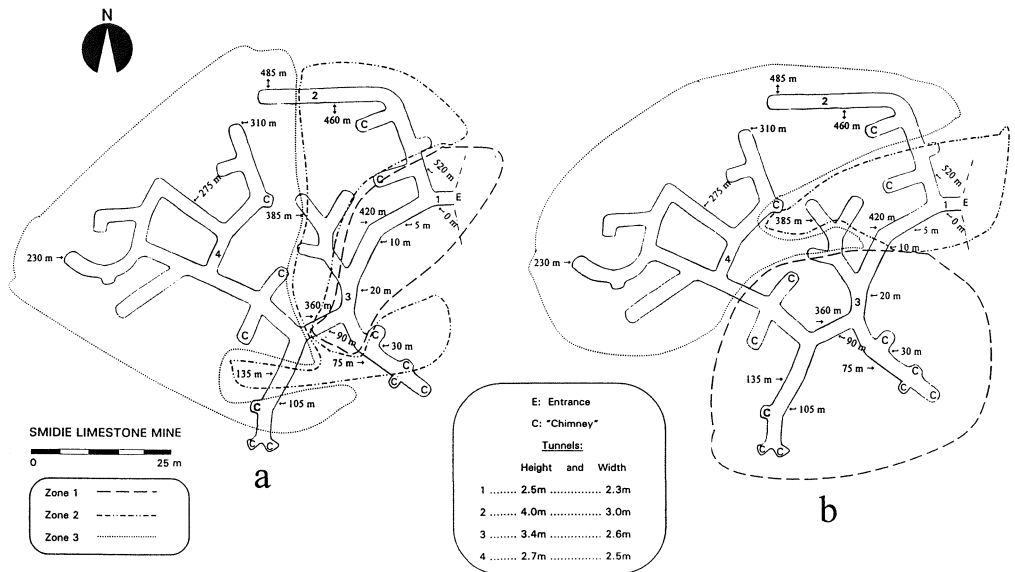 N
485 m
2
460 m
C
310 m
C
520 m
275 m
1
E
0 m
C
420 m
385 m
5 m
10 m
4
230 m
C
20 m
3
360 m
C
C
90 m
30 m
75 m
C
C
135 m
C
105 m
C
C
a
485 m
2
460 m
C
310 m
C
520 m
275 m
1
E
0 m
C
420 m
385 m
5 m
10 m
4
230 m
C
20 m
3
360 m
C
C
90 m
30 m
75 m
C
C
135 m
C
105 m
C
C
b
SMIDIE LIMESTONE MINE
0 25 m
Zone 1
Zone 2
Zone 3
E: Entrance
C: "Chimney"
Tunnels:
Height and Width
1 ........ 2.5m .............. 2.3m
2 ........ 4.0m .............. 3.0m
3 ........ 3.4m .............. 2.6m
4 ........ 2.7m .............. 2.5m